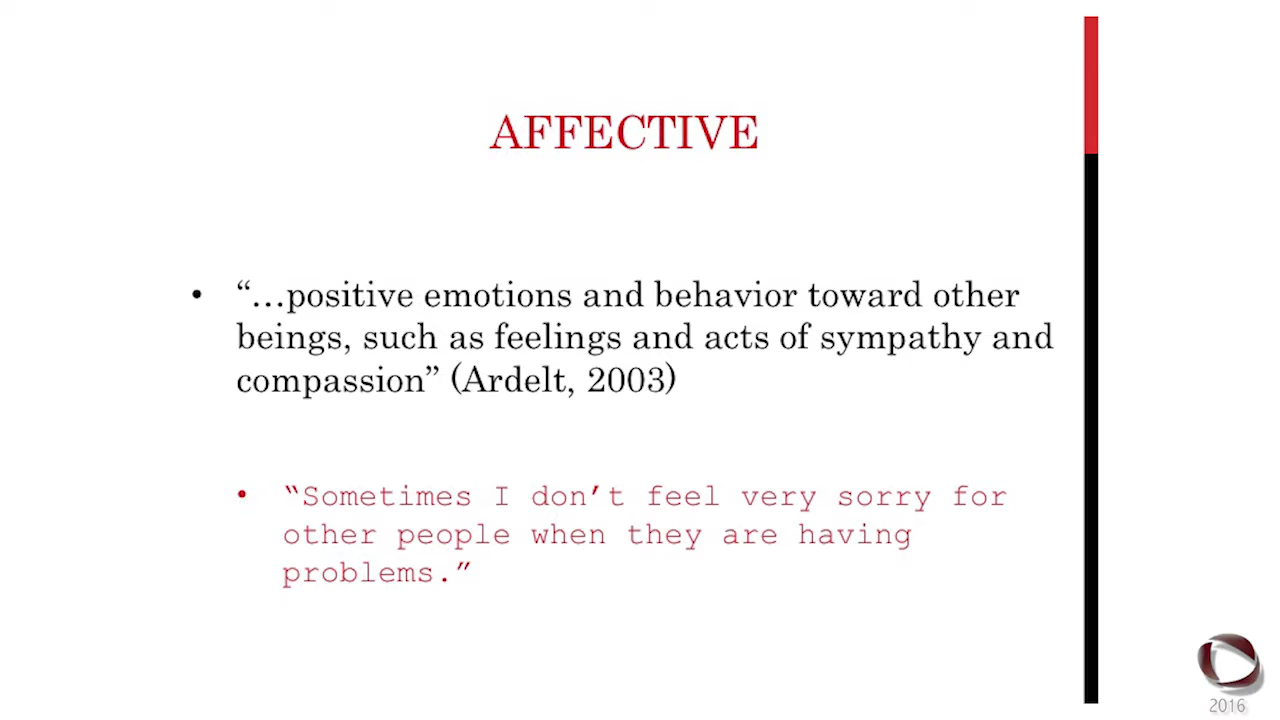 AFFECTIVE
• “…positive emotions and behavior toward other
beings, such as feelings and acts of sympathy and
compassion” (Ardelt, 2003)
• “Sometimes I don’t feel very sorry for
other people when they are having
problems.”
2016